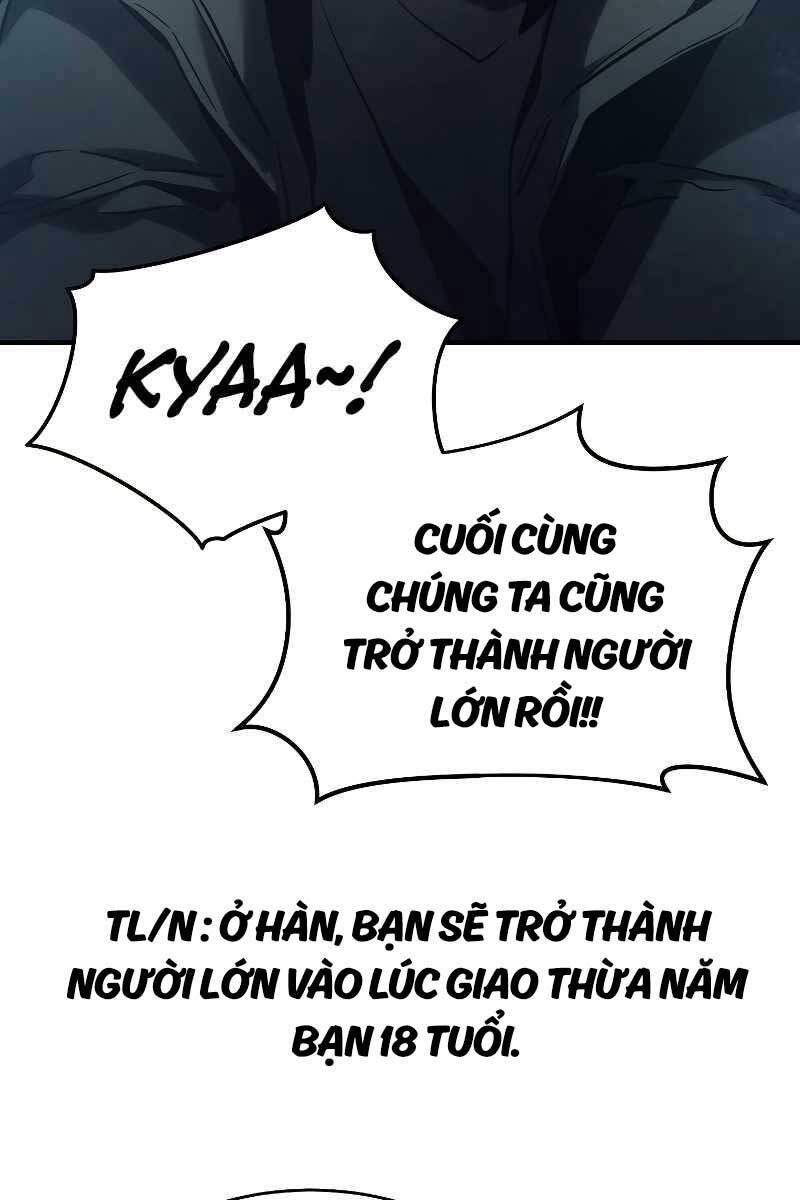 KYAA~!
CUỐI CÙNG
CHÚNG TA CŨNG
TRỞ THÀNH NGƯỜI
LỚN RỒI!!
TL/N : Ở HÀN, BẠN SẼ TRỞ THÀNH
NGƯỜI LỚN VÀO LÚC GIAO THỪA NĂM
BẠN 18 TUỔI.